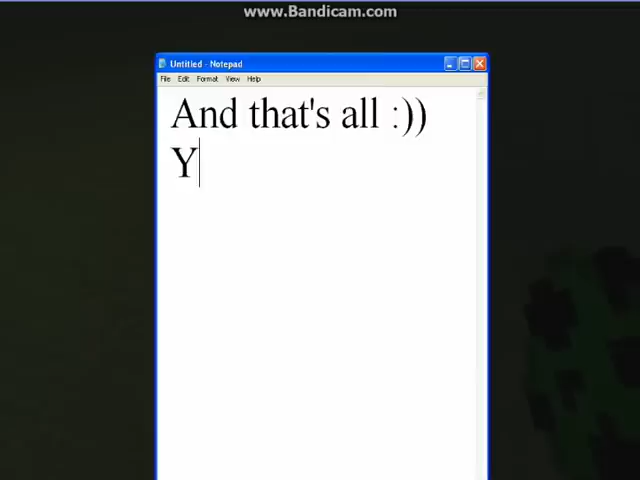 www.Bandicam.com
Untitled - Notepad
File Edit Format View Help
And that's all :))
Y